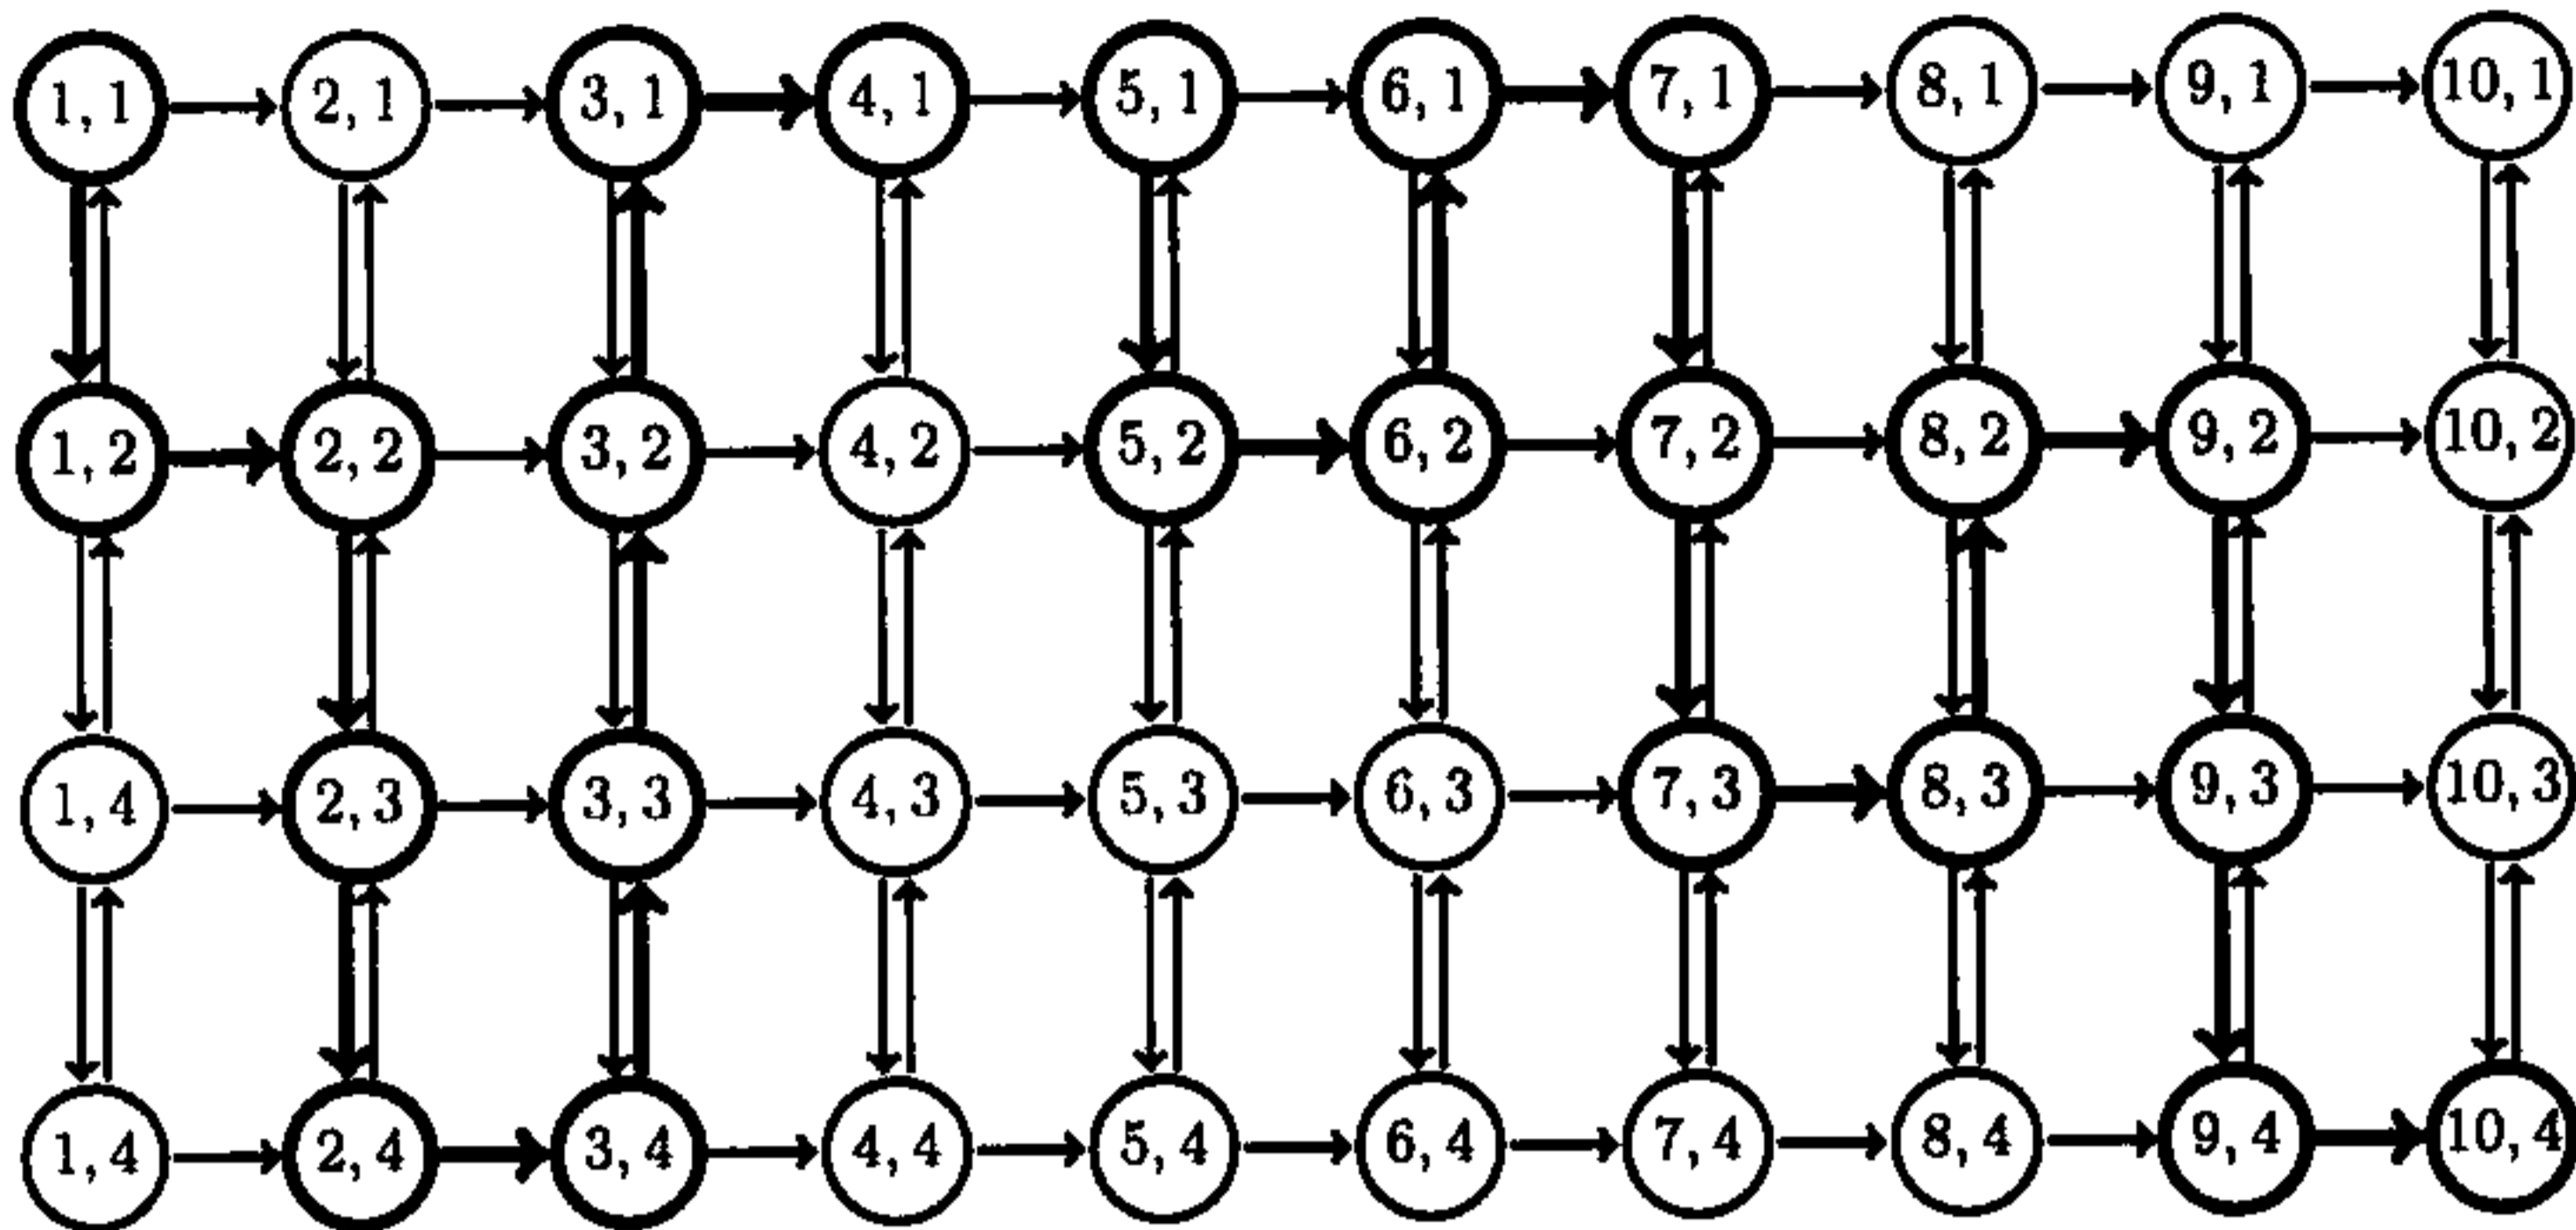 1, 1 2, 1 3, 1 4, 1 5, 1 6, 1 7, 1 8, 1 9, 1 10, 1
1, 2 2, 2 3, 2 4, 2 5, 2 6, 2 7, 2 8, 2 9, 2 10, 2
1, 4 2, 3 3, 3 4, 3 5, 3 6, 3 7, 3 8, 3 9, 3 10, 3
1, 4 2, 4 3, 4 4, 4 5, 4 6, 4 7, 4 8, 4 9, 4 10, 4